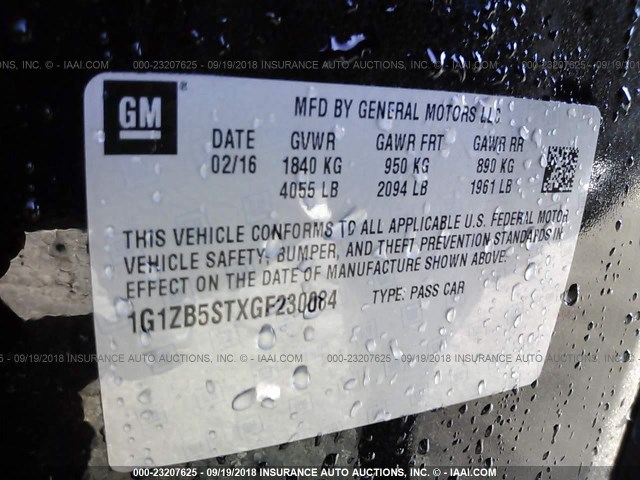 000-23207625 - 09/19/2018 INSURANCE AUTO AUCTIONS, INC. - ©IAAI.COM
GM®
MFD BY GENERAL MOTORS LLC
DATE GVWR GAWR FRT GAWR RR
02/16 1840 KG 950 KG 890 KG
4055 LB 2094 LB 1961 LB
THIS VEHICLE CONFORMS TO ALL APPLICABLE U.S. FEDERAL MOTOR
VEHICLE SAFETY, BUMPER, AND THEFT PREVENTION STANDARDS IN
EFFECT ON THE DATE OF MANUFACTURE SHOWN ABOVE.
1G1ZB5STXGF230084 TYPE: PASS CAR
000-23207625 - 09/19/2018 INSURANCE AUTO AUCTIONS, INC. - ©IAAI.COM
000-23207625 - 09/19/2018 INSURANCE AUTO AUCTIONS, INC. - ©IAAI.COM